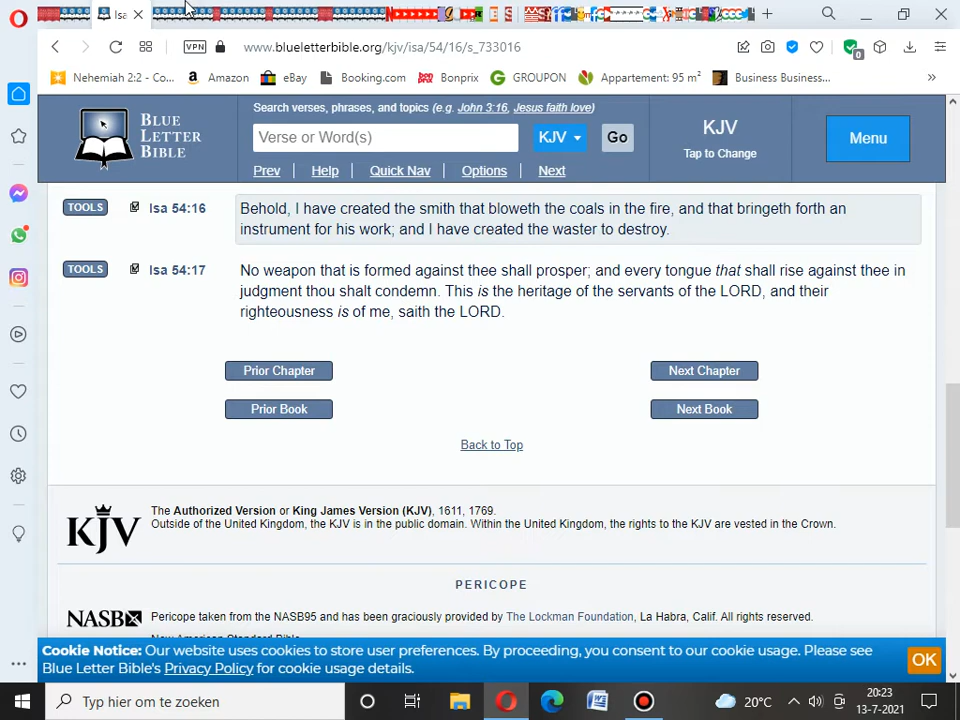 Isa
www.blueletterbible.org/kjv/isa/54/16/s_733016
VPN
0
Nehemiah 2:2 - Co...
Amazon
eBay
Booking.com
Bonprix
GROUPON
Appartement: 95 m²
Business Business...
BLUE
LETTER
BIBLE
Search verses, phrases, and topics (e.g. John 3:16, Jesus faith love)
Verse or Word(s)
KJV
Go
Prev
Help
Quick Nav
Options
Next
KJV
Tap to Change
Menu
TOOLS
Isa 54:16
Behold, I have created the smith that bloweth the coals in the fire, and that bringeth forth an
instrument for his work; and I have created the waster to destroy.
TOOLS
Isa 54:17
No weapon that is formed against thee shall prosper; and every tongue that shall rise against thee in
judgment thou shalt condemn. This is the heritage of the servants of the LORD, and their
righteousness is of me, saith the LORD.
Prior Chapter
Next Chapter
Prior Book
Next Book
Back to Top
KJV
The Authorized Version or King James Version (KJV), 1611, 1769.
Outside of the United Kingdom, the KJV is in the public domain. Within the United Kingdom, the rights to the KJV are vested in the Crown.
PERICOPE
NASB
Pericope taken from the NASB95 and has been graciously provided by The Lockman Foundation, La Habra, Calif. All rights reserved.
New American Standard Bible
Cookie Notice: Our website uses cookies to store user preferences. By proceeding, you consent to our cookie usage. Please see
Blue Letter Bible's Privacy Policy for cookie usage details.
OK
Typ hier om te zoeken
20°C
20:23
13-7-2021